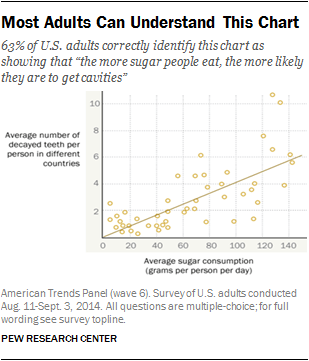 Most Adults Can Understand This Chart
63% of U.S. adults correctly identify this chart as
showing that “the more sugar people eat, the more likely
they are to get cavities”
10
Average number of
decayed teeth per
person in different
countries
8
6
4
2
0 20 40 60 80 100 120 140
Average sugar consumption
(grams per person per day)
American Trends Panel (wave 6). Survey of U.S. adults conducted
Aug. 11-Sept. 3, 2014. All questions are multiple-choice; for full
wording see survey topline.
PEW RESEARCH CENTER